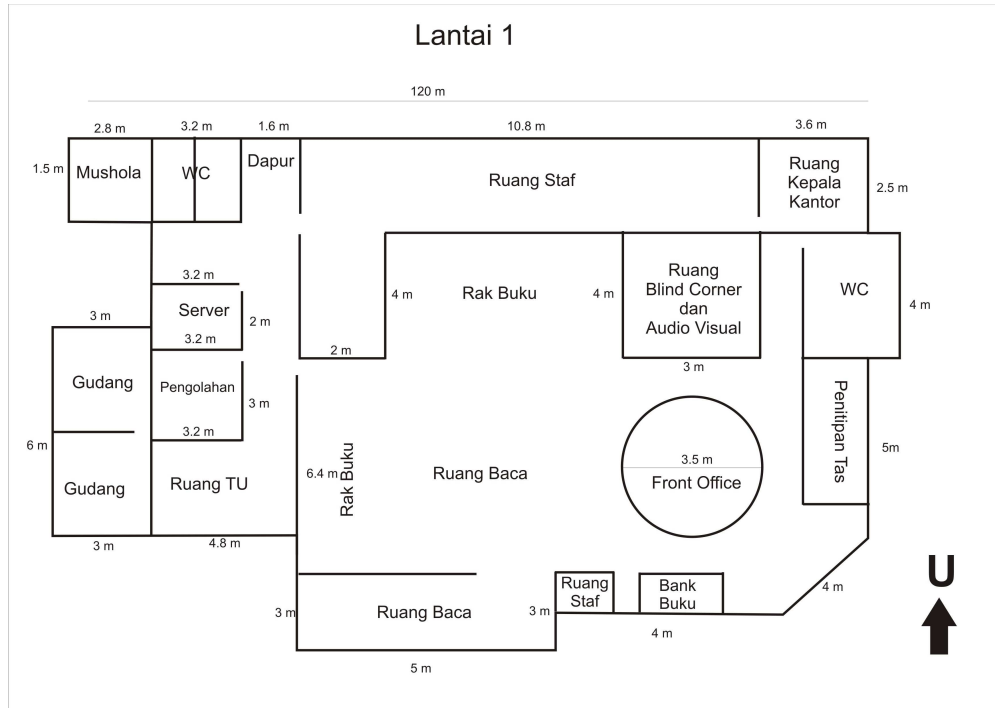 Lantai 1
120 m
2.8 m
3.2 m
1.6 m
10.8 m
3.6 m
1.5 m
Mushola
WC
Dapur
Ruang Staf
Ruang
Kepala
Kantor
2.5 m
3.2 m
Server
2 m
3.2 m
4 m
2 m
Rak Buku
4 m
Ruang
Blind Corner
dan
Audio Visual
3 m
WC
4 m
3 m
Gudang
6 m
Gudang
3 m
Pengolahan
3 m
3.2 m
Ruang TU
4.8 m
6.4 m
Rak Buku
Ruang Baca
3.5 m
Front Office
Penitipan Tas
5m
3 m
Ruang Baca
5 m
3 m
Ruang
Staf
Bank
Buku
4 m
4 m
U